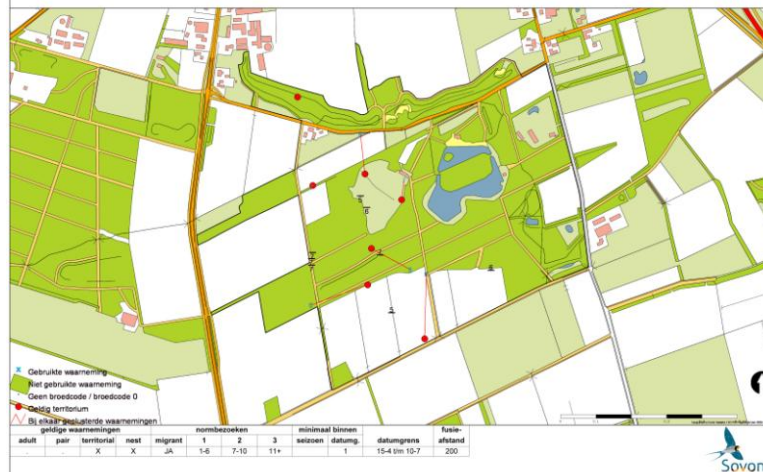 Gebruikte waarneming
Niet gebruikte waarneming
Geen broedcode / broedcode 0
Geldig territorium
Bij elkaar geclusterde waarnemingen
geldige waarnemingen normbezoeken minimaal binnen fusie-
adult pair territorial nest migrant 1 2 3 seizoen datumg. datumgrens afstand
. . X X JA 1-6 7-10 11+ 1 15-4 t/m 10-7 200
Sovon